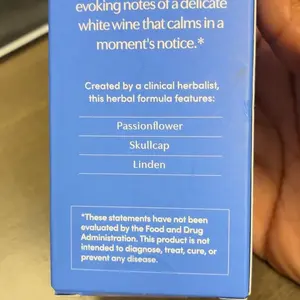 evoking notes of a delicate
white wine that calms in a
moment's notice.*
Created by a clinical herbalist,
this herbal formula features:
Passionflower
Skullcap
Linden
*These statements have not been
evaluated by the Food and Drug
Administration. This product is not
intended to diagnose, treat, cure, or
prevent any disease.